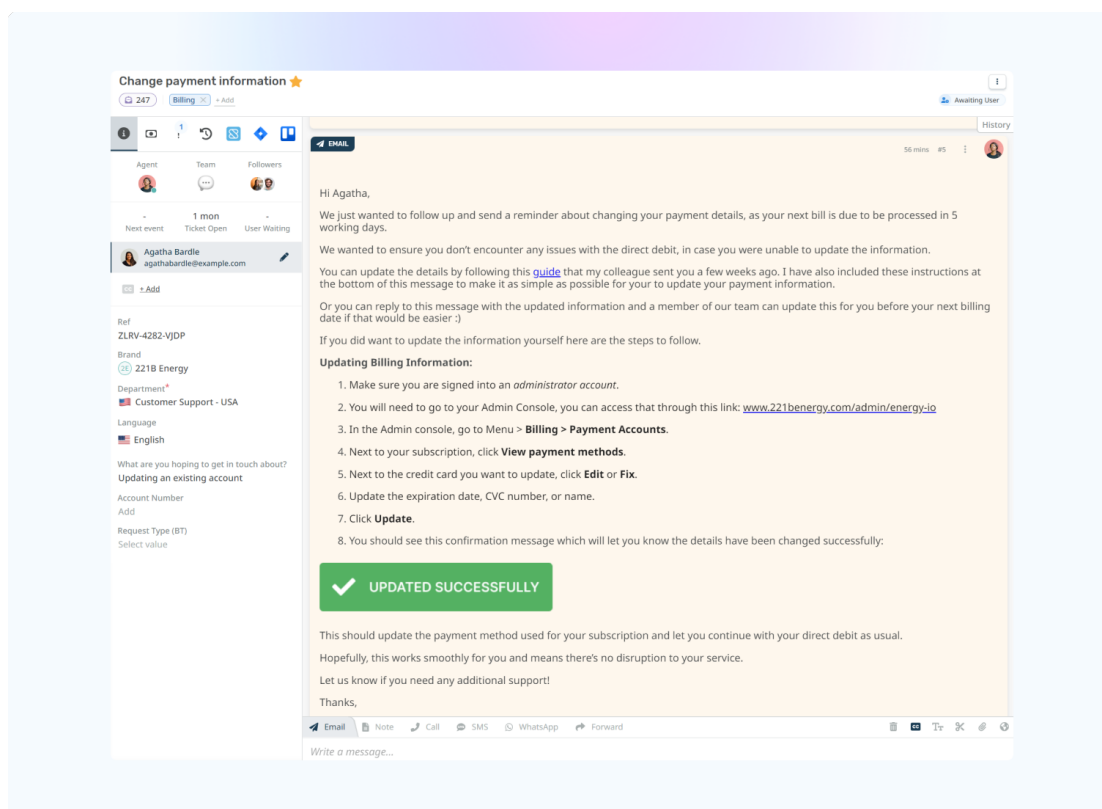 Change payment information
247 Billing × + Add
Awaiting User
History
1
EMAIL
56 mins #5
Agent Team Followers
- 1 mon -
Next event Ticket Open User Waiting
Agatha Bardle
agathabardle@example.com
CC + Add
Ref
ZLRV-4282-VJDP
Brand
2E 221B Energy
Department*
Customer Support - USA
Language
English
What are you hoping to get in touch about?
Updating an existing account
Account Number
Add
Request Type (BT)
Select value
Hi Agatha,
We just wanted to follow up and send a reminder about changing your payment details, as your next bill is due to be processed in 5
working days.
We wanted to ensure you don't encounter any issues with the direct debit, in case you were unable to update the information.
You can update the details by following this guide that my colleague sent you a few weeks ago. I have also included these instructions at
the bottom of this message to make it as simple as possible for your to update your payment information.
Or you can reply to this message with the updated information and a member of our team can update this for you before your next billing
date if that would be easier :)
If you did want to update the information yourself here are the steps to follow.
Updating Billing Information:
1. Make sure you are signed into an administrator account.
2. You will need to go to your Admin Console, you can access that through this link: www.221benergy.com/admin/energy-io
3. In the Admin console, go to Menu > Billing > Payment Accounts.
4. Next to your subscription, click View payment methods.
5. Next to the credit card you want to update, click Edit or Fix.
6. Update the expiration date, CVC number, or name.
7. Click Update.
8. You should see this confirmation message which will let you know the details have been changed successfully:
UPDATED SUCCESSFULLY
This should update the payment method used for your subscription and let you continue with your direct debit as usual.
Hopefully, this works smoothly for you and means there's no disruption to your service.
Let us know if you need any additional support!
Thanks,
Email Note Call SMS WhatsApp Forward
Write a message...